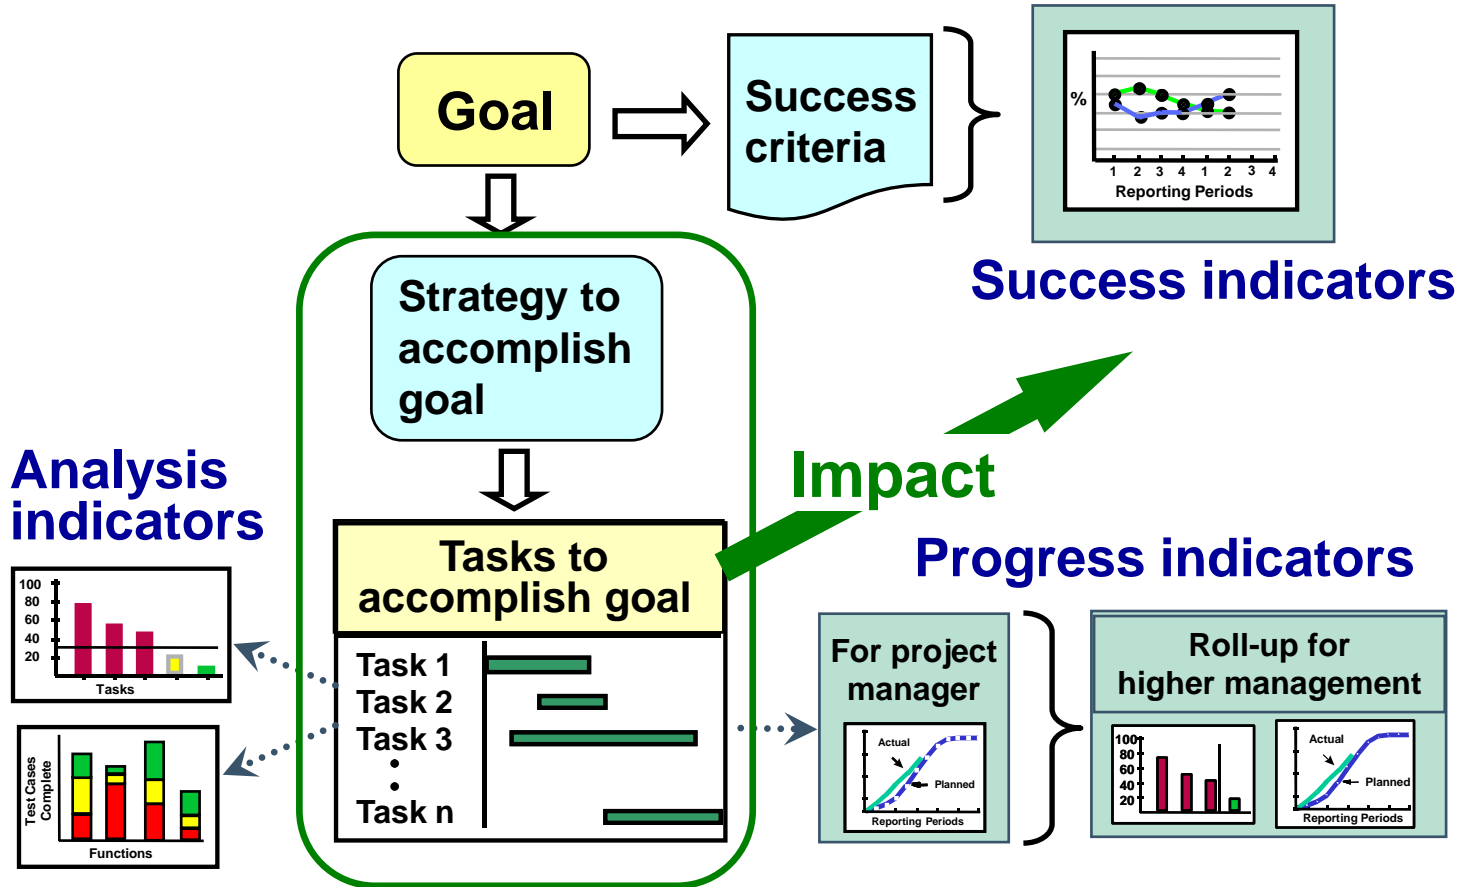 Goal
Success
criteria
%
1 2 3 4 1 2 3 4
Reporting Periods
Success indicators
Strategy to
accomplish
goal
Impact
Analysis
indicators
100
80
60
40
20
Tasks
Test Cases
Complete
Functions
Tasks to
accomplish goal
Task 1
Task 2
Task 3
Task n
Progress indicators
For project
manager
Actual
Planned
Reporting Periods
Roll-up for
higher management
100
80
60
40
20
Actual
Planned
Reporting Periods